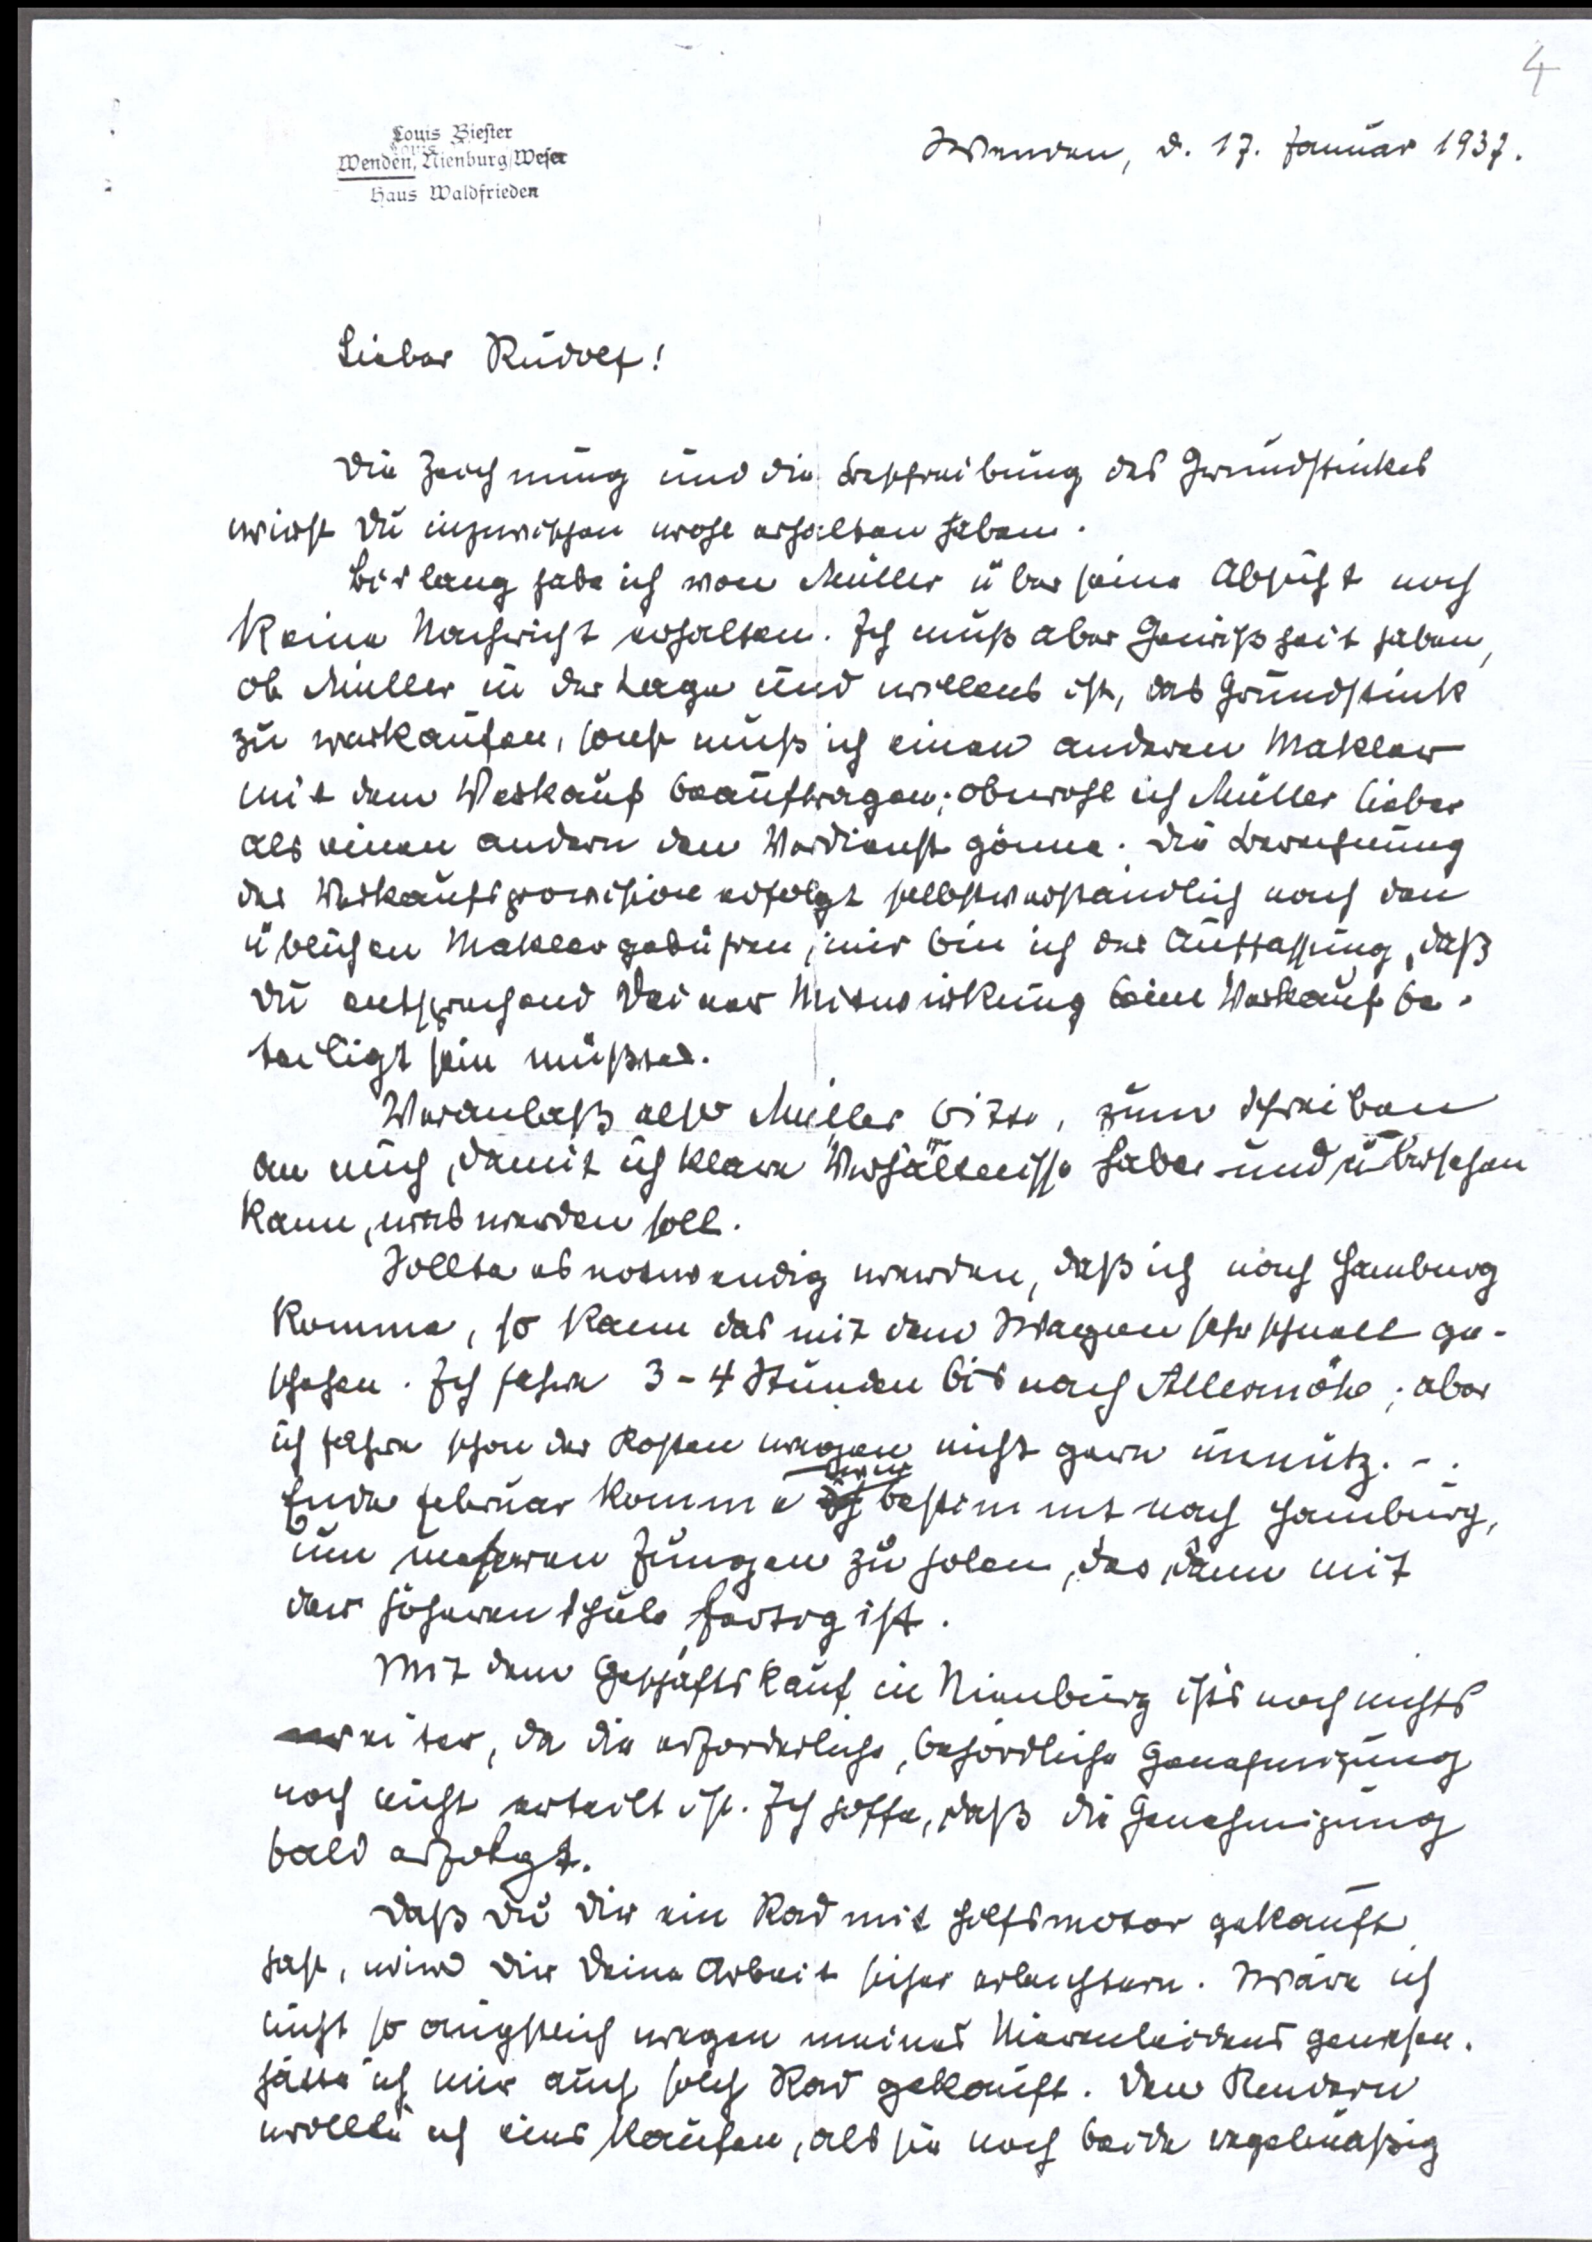 4
Louis Biester
Wenden, Nienburg/Weser
Haus Waldfrieden
Wenden, d. 17. Januar 1937.
Lieber Rudolf!
Die Zeichnung und die Beschreibung des Grundstückes
wirst Du inzwischen wohl erhalten haben.
Bislang habe ich von Müller über seine Absicht noch
keine Nachricht erhalten. Ich muß aber Gewißheit haben,
ob Müller in der Lage und willens ist, das Grundstück
zu verkaufen, sonst muß ich einen anderen Makler
mit dem Verkauf beauftragen; obwohl ich Müller lieber
als einen andern den Verdienst gönne. Die Berechnung
der Verkaufsprovision erfolgt selbstverständlich nach den
üblichen Maklergebühren, nur bin ich der Auffassung, daß
Du entsprechend Deiner Mitwirkung beim Verkauf be-
teiligt sein müßtest.
Veranlaß also Müller bitte, zum Schreiben
an mich, damit ich klare Verhältnisse habe und übersehen
kann, was werden soll.
Sollte es notwendig werden, daß ich nach Hamburg
komme, so kann das mit dem Wagen sehr schnell ge-
schehen. Ich fahre 3-4 Stunden bis nach Allermöhe; aber
ich fahre schon der Kosten wegen nicht gern unnütz. -.
Ende Februar komme bestimmt nach Hamburg,
um unseren Jungen zu holen, der dann mit
der höheren Schule fertig ist.
Mit dem Geschäftskauf in Nienburg ists noch nichts
weiter, da die erforderliche, behördliche Genehmigung
noch nicht erteilt ist. Ich hoffe, daß die Genehmigung
bald erfolgt.
Daß Du Dir ein Rad mit Hilfsmotor gekauft
hast, wird Dir Deine Arbeit sicher erleichtern. Wäre ich
nicht so ängstlich wegen meines Nierenleidens gewesen,
hätte ich mir auch solch Rad gekauft. Den Kindern
wollte ich eins kaufen, als sie noch beide regelmäßig